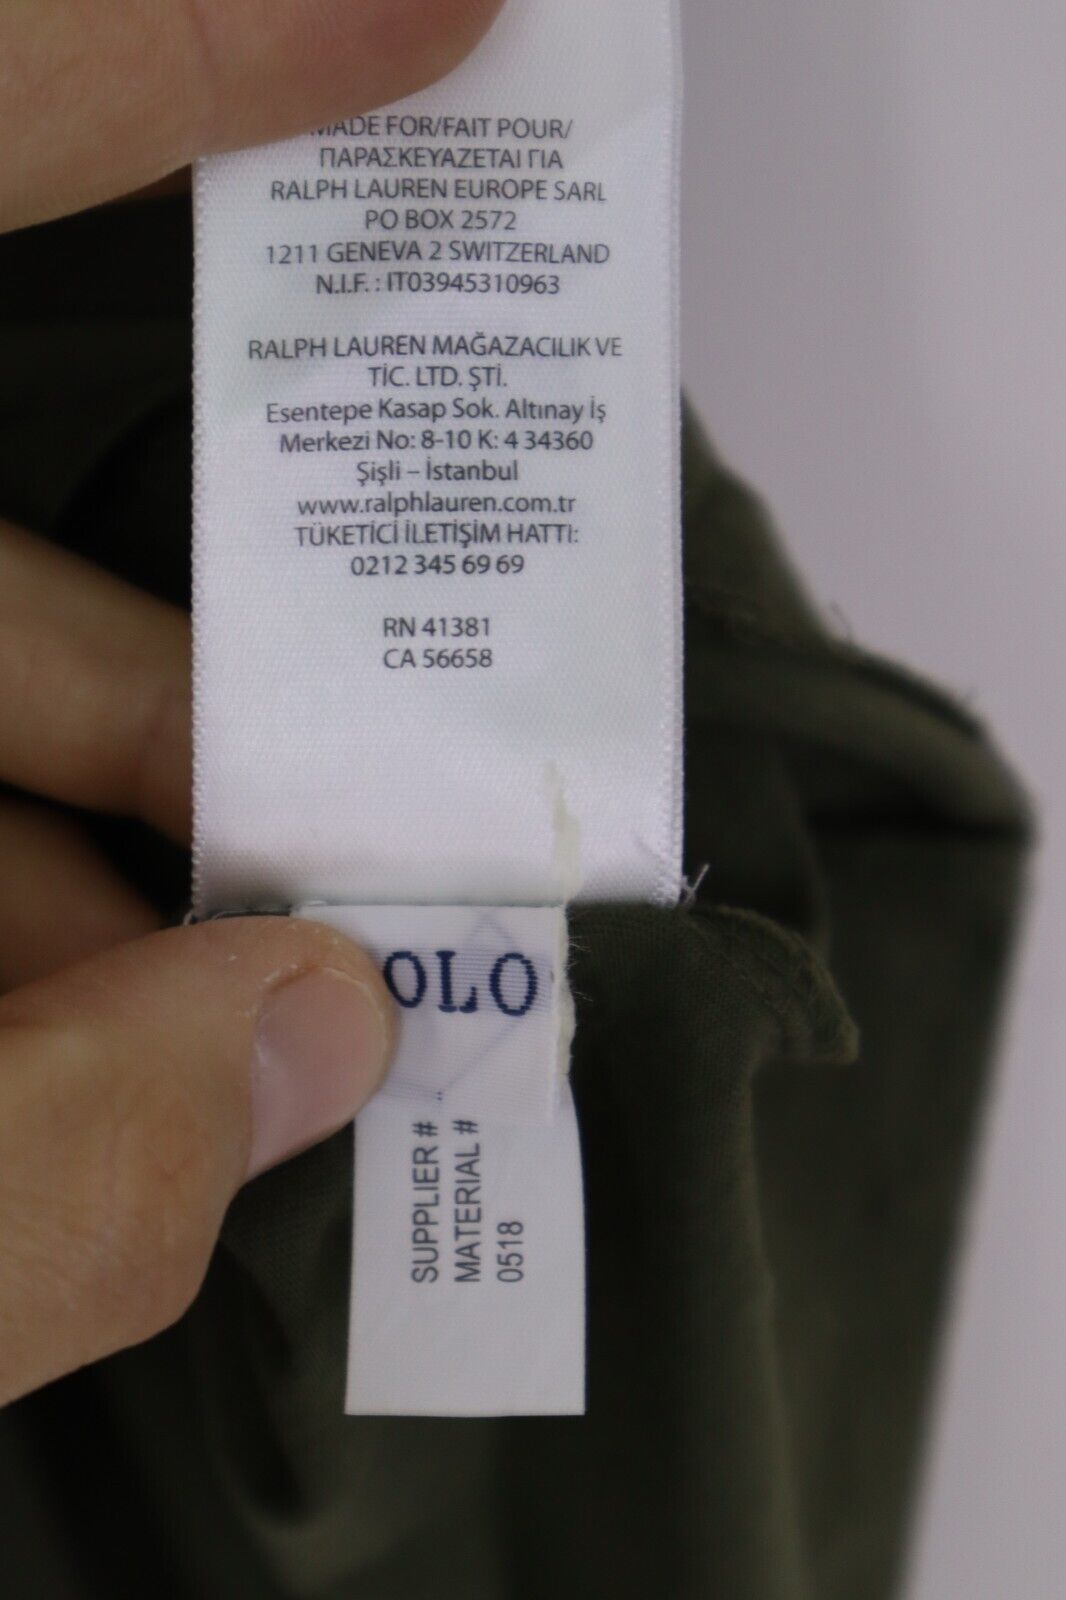 MADE FOR/FAIT POUR/
ΠΑΡΑΣΚΕΥΑΖΕΤΑΙ ΓΙΑ
RALPH LAUREN EUROPE SARL
PO BOX 2572
1211 GENEVA 2 SWITZERLAND
N.I.F. : IT03945310963
RALPH LAUREN MAĞAZACILIK VE
TİC. LTD. ŞTİ.
Esentepe Kasap Sok. Altınay İş
Merkezi No: 8-10 K: 4 34360
Şişli – İstanbul
www.ralphlauren.com.tr
TÜKETİCİ İLETİŞİM HATTI:
0212 345 69 69
RN 41381
CA 56658
OLO
SUPPLIER #
MATERIAL #
0518